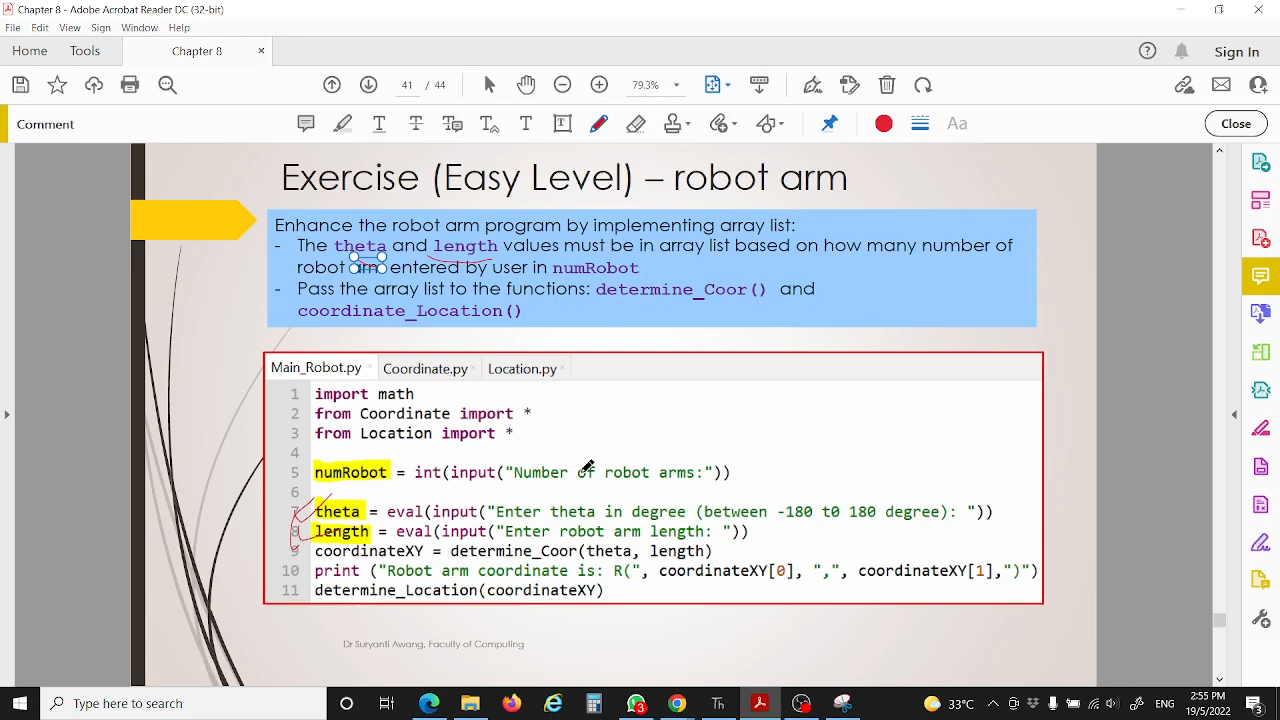 Chapter 8 - Adobe Acrobat Reader DC (32-bit)
File Edit View Sign Window Help
Home Tools Chapter 8 × Sign In
41 / 44 79.3%
Comment Aa Close
Exercise (Easy Level) – robot arm
Enhance the robot arm program by implementing array list:
- The theta and length values must be in array list based on how many number of
robot arm entered by user in numRobot
- Pass the array list to the functions: determine_Coor() and
coordinate_Location()
Main_Robot.py × Coordinate.py × Location.py ×
1 import math
2 from Coordinate import *
3 from Location import *
4
5 numRobot = int(input("Number of robot arms:"))
6
7 theta = eval(input("Enter theta in degree (between -180 t0 180 degree): "))
8 length = eval(input("Enter robot arm length: "))
9 coordinateXY = determine_Coor(theta, length)
10 print ("Robot arm coordinate is: R(", coordinateXY[0], ",", coordinateXY[1],")")
11 determine_Location(coordinateXY)
Dr Suryanti Awang, Faculty of Computing
Type here to search 3 Th 33°C 2:55 PM
19/5/2022 3